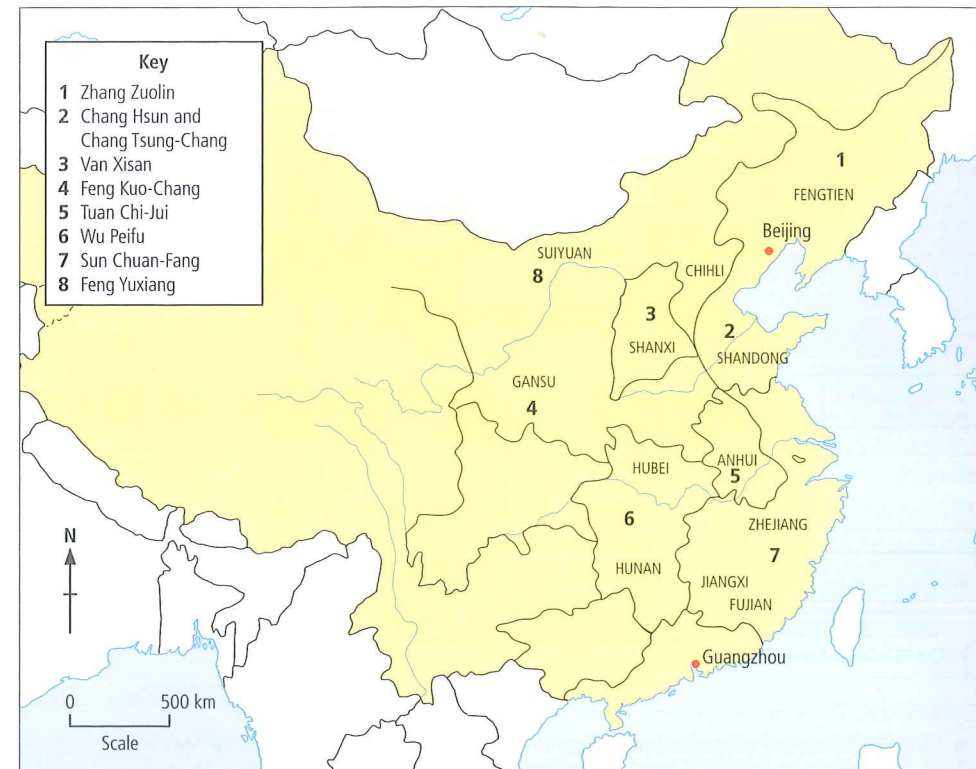 Key
1 Zhang Zuolin
2 Chang Hsun and
Chang Tsung-Chang
3 Van Xisan
4 Feng Kuo-Chang
5 Tuan Chi-Jui
6 Wu Peifu
7 Sun Chuan-Fang
8 Feng Yuxiang
1
FENGTIEN
Beijing
SUIYUAN
8
CHIHLI
3
SHANXI
2
SHANDONG
GANSU
4
HUBEI
ANHUI
5
6
ZHEJIANG
7
HUNAN
JIANGXI
FUJIAN
Guangzhou
N
0 500 km
Scale